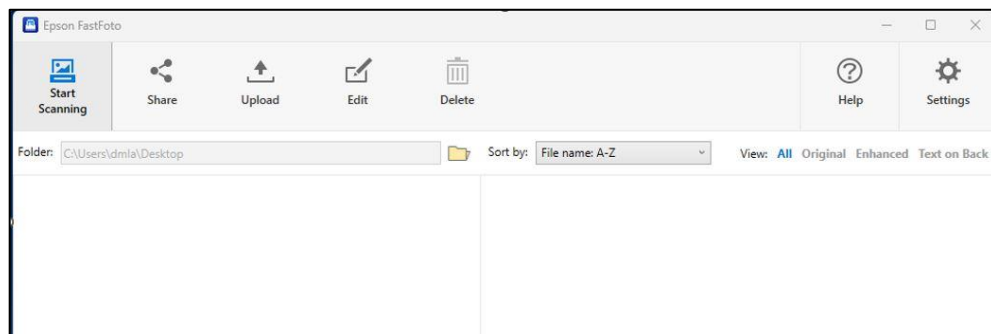 Epson FastFoto
Start
Scanning
Share
Upload
Edit
Delete
Help
Settings
Folder: C:\Users\dmla\Desktop
Sort by: File name: A-Z
View: All Original Enhanced Text on Back